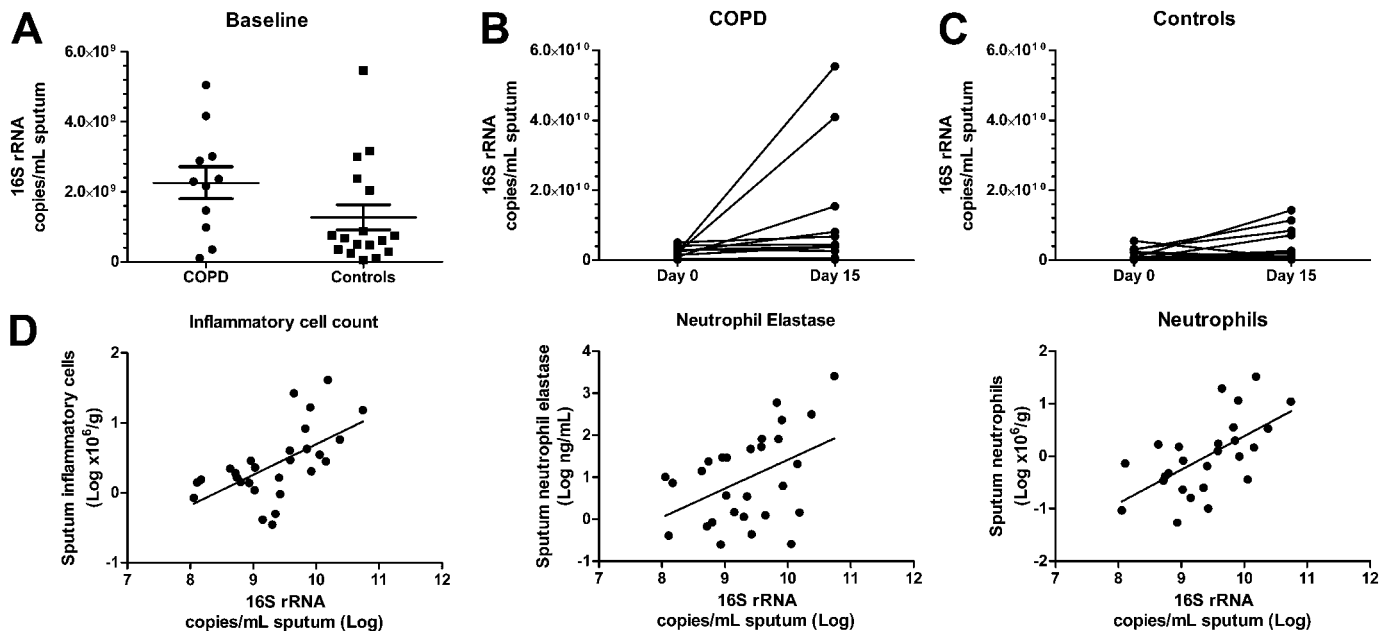 A
Baseline
16S rRNA
copies/mL sputum
6.0×10⁹
4.0×10⁹
2.0×10⁹
0
COPD
Controls
B
COPD
16S rRNA
copies/mL sputum
6.0×10¹⁰
4.0×10¹⁰
2.0×10¹⁰
0
Day 0
Day 15
C
Controls
16S rRNA
copies/mL sputum
6.0×10¹⁰
4.0×10¹⁰
2.0×10¹⁰
0
Day 0
Day 15
D
Inflammatory cell count
Sputum inflammatory cells
(Log x10⁶/g)
2
1
0
-1
7 8 9 10 11 12
16S rRNA
copies/mL sputum (Log)
Neutrophil Elastase
Sputum neutrophil elastase
(Log ng/mL)
4
3
2
1
0
-1
7 8 9 10 11 12
16S rRNA
copies/mL sputum (Log)
Neutrophils
Sputum neutrophils
(Log x10⁶/g)
2
1
0
-1
-2
7 8 9 10 11 12
16S rRNA
copies/mL sputum (Log)